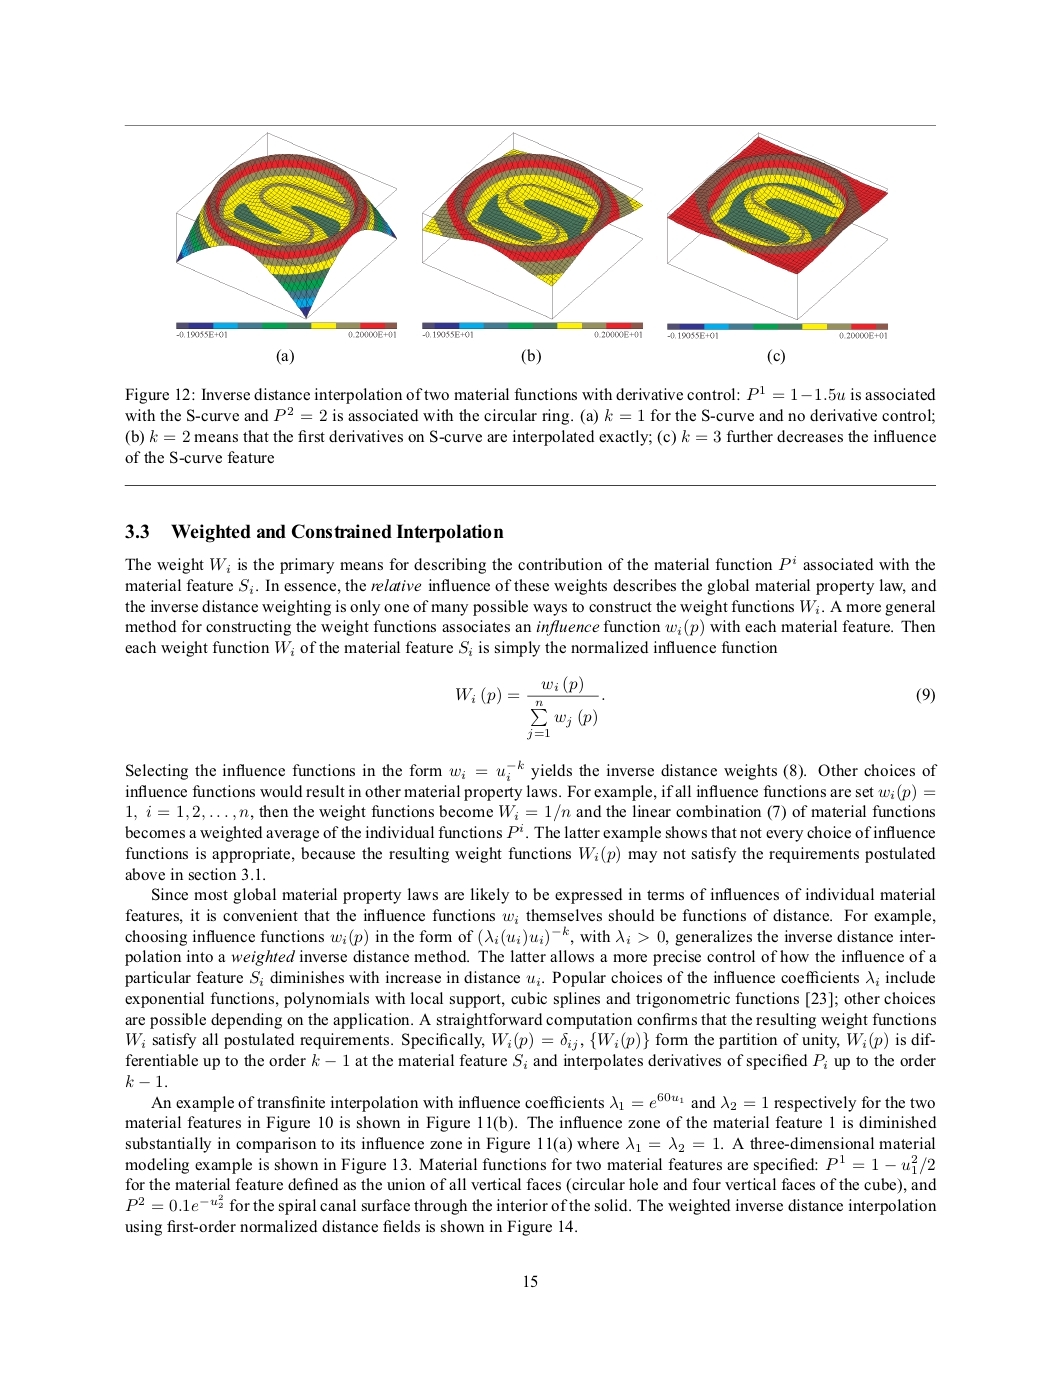 -0.19055E+01 0.20000E+01 -0.19055E+01 0.20000E+01 -0.19055E+01 0.20000E+01
(a) (b) (c)
Figure 12: Inverse distance interpolation of two material functions with derivative control: P¹ = 1−1.5u is associated
with the S-curve and P² = 2 is associated with the circular ring. (a) k = 1 for the S-curve and no derivative control;
(b) k = 2 means that the first derivatives on S-curve are interpolated exactly; (c) k = 3 further decreases the influence
of the S-curve feature
3.3 Weighted and Constrained Interpolation
The weight W_i is the primary means for describing the contribution of the material function P^i associated with the
material feature S_i. In essence, the relative influence of these weights describes the global material property law, and
the inverse distance weighting is only one of many possible ways to construct the weight functions W_i. A more general
method for constructing the weight functions associates an influence function w_i(p) with each material feature. Then
each weight function W_i of the material feature S_i is simply the normalized influence function
W_i (p) = w_i (p) / n∑j=1 w_j (p) . (9)
Selecting the influence functions in the form w_i = u_i^{−k} yields the inverse distance weights (8). Other choices of
influence functions would result in other material property laws. For example, if all influence functions are set w_i(p) =
1, i = 1, 2, . . . , n, then the weight functions become W_i = 1/n and the linear combination (7) of material functions
becomes a weighted average of the individual functions P^i. The latter example shows that not every choice of influence
functions is appropriate, because the resulting weight functions W_i(p) may not satisfy the requirements postulated
above in section 3.1.
Since most global material property laws are likely to be expressed in terms of influences of individual material
features, it is convenient that the influence functions w_i themselves should be functions of distance. For example,
choosing influence functions w_i(p) in the form of (λ_i(u_i)u_i)^{−k}, with λ_i > 0, generalizes the inverse distance inter-
polation into a weighted inverse distance method. The latter allows a more precise control of how the influence of a
particular feature S_i diminishes with increase in distance u_i. Popular choices of the influence coefficients λ_i include
exponential functions, polynomials with local support, cubic splines and trigonometric functions [23]; other choices
are possible depending on the application. A straightforward computation confirms that the resulting weight functions
W_i satisfy all postulated requirements. Specifically, W_i(p) = δ_{ij}, {W_i(p)} form the partition of unity, W_i(p) is dif-
ferentiable up to the order k − 1 at the material feature S_i and interpolates derivatives of specified P_i up to the order
k − 1.
An example of transfinite interpolation with influence coefficients λ₁ = e^{60u₁} and λ₂ = 1 respectively for the two
material features in Figure 10 is shown in Figure 11(b). The influence zone of the material feature 1 is diminished
substantially in comparison to its influence zone in Figure 11(a) where λ₁ = λ₂ = 1. A three-dimensional material
modeling example is shown in Figure 13. Material functions for two material features are specified: P¹ = 1 − u₁²/2
for the material feature defined as the union of all vertical faces (circular hole and four vertical faces of the cube), and
P² = 0.1e^{−u₂²} for the spiral canal surface through the interior of the solid. The weighted inverse distance interpolation
using first-order normalized distance fields is shown in Figure 14.
15